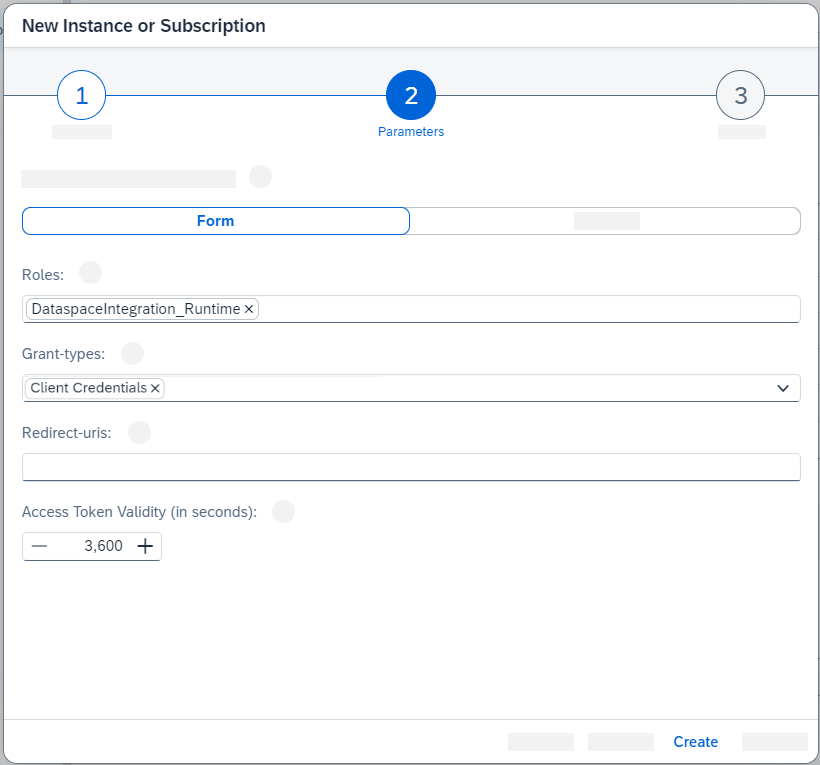 New Instance or Subscription
1
2
3
Parameters
Form
Roles:
DataspaceIntegration_Runtime
Grant-types:
Client Credentials
Redirect-uris:
Access Token Validity (in seconds):
3,600
Create